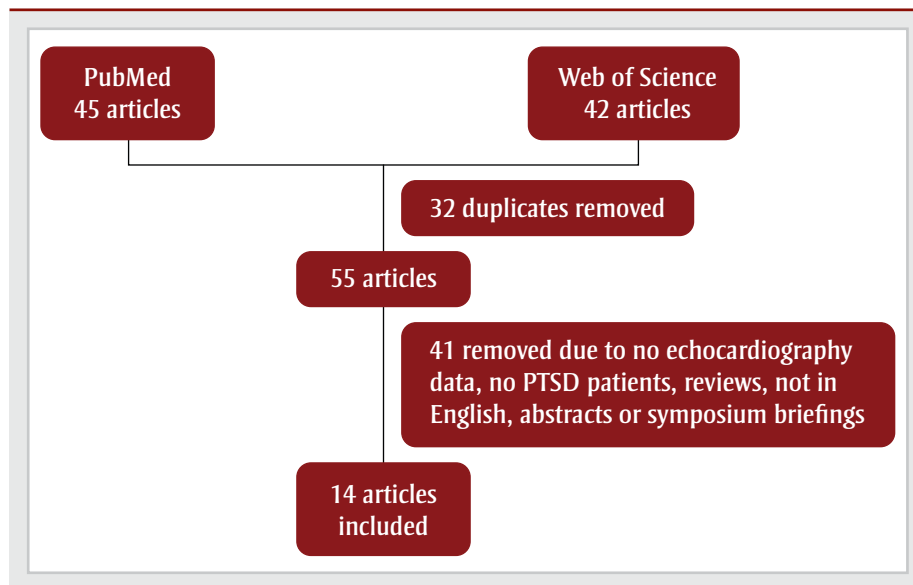 PubMed
45 articles
Web of Science
42 articles
32 duplicates removed
55 articles
41 removed due to no echocardiography
data, no PTSD patients, reviews, not in
English, abstracts or symposium briefings
14 articles
included